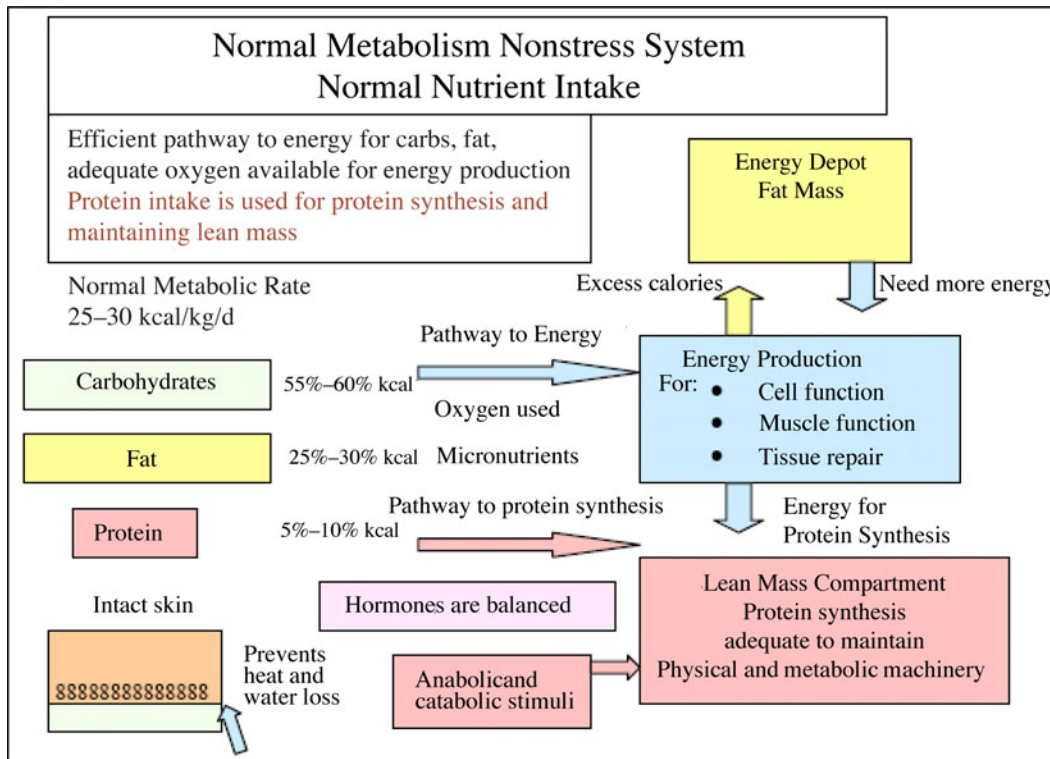 Normal Metabolism Nonstress System
Normal Nutrient Intake
Efficient pathway to energy for carbs, fat,
adequate oxygen available for energy production
Protein intake is used for protein synthesis and
maintaining lean mass
Energy Depot
Fat Mass
Normal Metabolic Rate
25–30 kcal/kg/d
Excess calories
Need more energy
Pathway to Energy
Carbohydrates
55%–60% kcal
Oxygen used
Energy Production
For:
• Cell function
• Muscle function
• Tissue repair
Fat
25%–30% kcal
Micronutrients
Pathway to protein synthesis
Protein
5%–10% kcal
Energy for
Protein Synthesis
Intact skin
Hormones are balanced
Lean Mass Compartment
Protein synthesis
adequate to maintain
Physical and metabolic machinery
Prevents
heat and
water loss
88888888888888
Anabolicand
catabolic stimuli